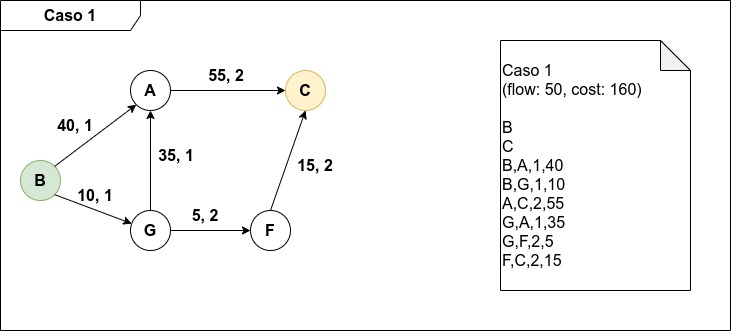 Caso 1
55, 2
A
C
40, 1
35, 1
15, 2
B
10, 1
5, 2
G
F
Caso 1
(flow: 50, cost: 160)
B
C
B,A,1,40
B,G,1,10
A,C,2,55
G,A,1,35
G,F,2,5
F,C,2,15